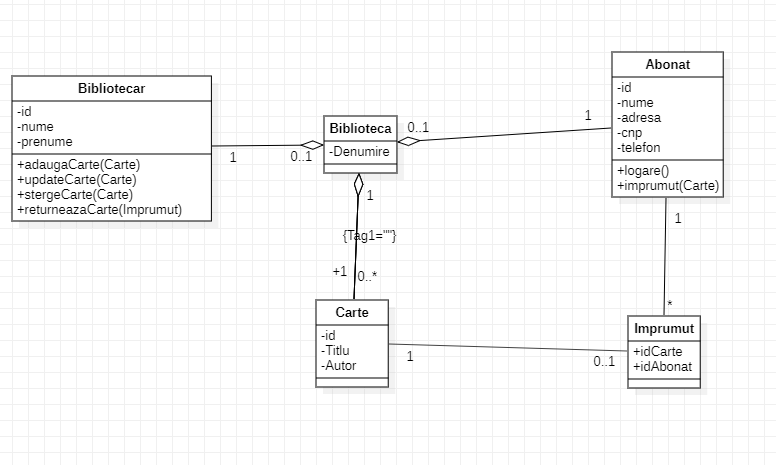 Bibliotecar
-id
-nume
-prenume
+adaugaCarte(Carte)
+updateCarte(Carte)
+stergeCarte(Carte)
+returneazaCarte(Imprumut)
1
0..1
Biblioteca
-Denumire
0..1
1
Abonat
-id
-nume
-adresa
-cnp
-telefon
+logare()
+imprumut(Carte)
1
{Tag1=""}
+1
0..*
1
*
Carte
-id
-Titlu
-Autor
1
0..1
Imprumut
+idCarte
+idAbonat